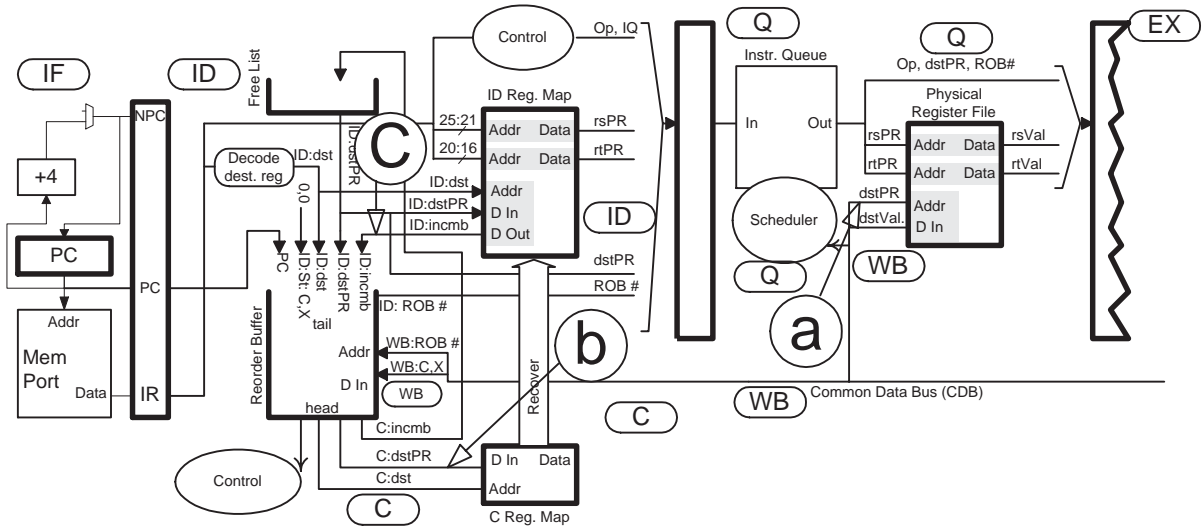 Q
EX
Control
Op, IQ
Q
IF
ID
Free List
Instr. Queue
Op, dstPR, ROB#
ID Reg. Map
Physical
Register File
NPC
25:21
Addr
Data
rsPR
In
Out
rsPR
Addr
Data
rsVal
20:16
Addr
Data
rtPR
rtPR
Addr
Data
rtVal
C
ID:dstPR
Decode
dest. reg
ID:dst
+4
0,0
ID:dst
Addr
dstPR
Addr
ID:dstPR
D In
ID
Scheduler
dstVal.
D In
ID:incmb
D Out
PC
Q
WB
PC
ID:St: C,X
ID:dst
ID:dstPR
ID:incmb
dstPR
PC
tail
ID: ROB #
ROB #
Addr
Reorder Buffer
a
b
Mem
Port
WB:ROB #
Addr
WB:C,X
D In
Recover
Data
IR
WB
WB
Common Data Bus (CDB)
head
C
C:incmb
C:dstPR
D In
Data
Control
C:dst
Addr
C
C Reg. Map